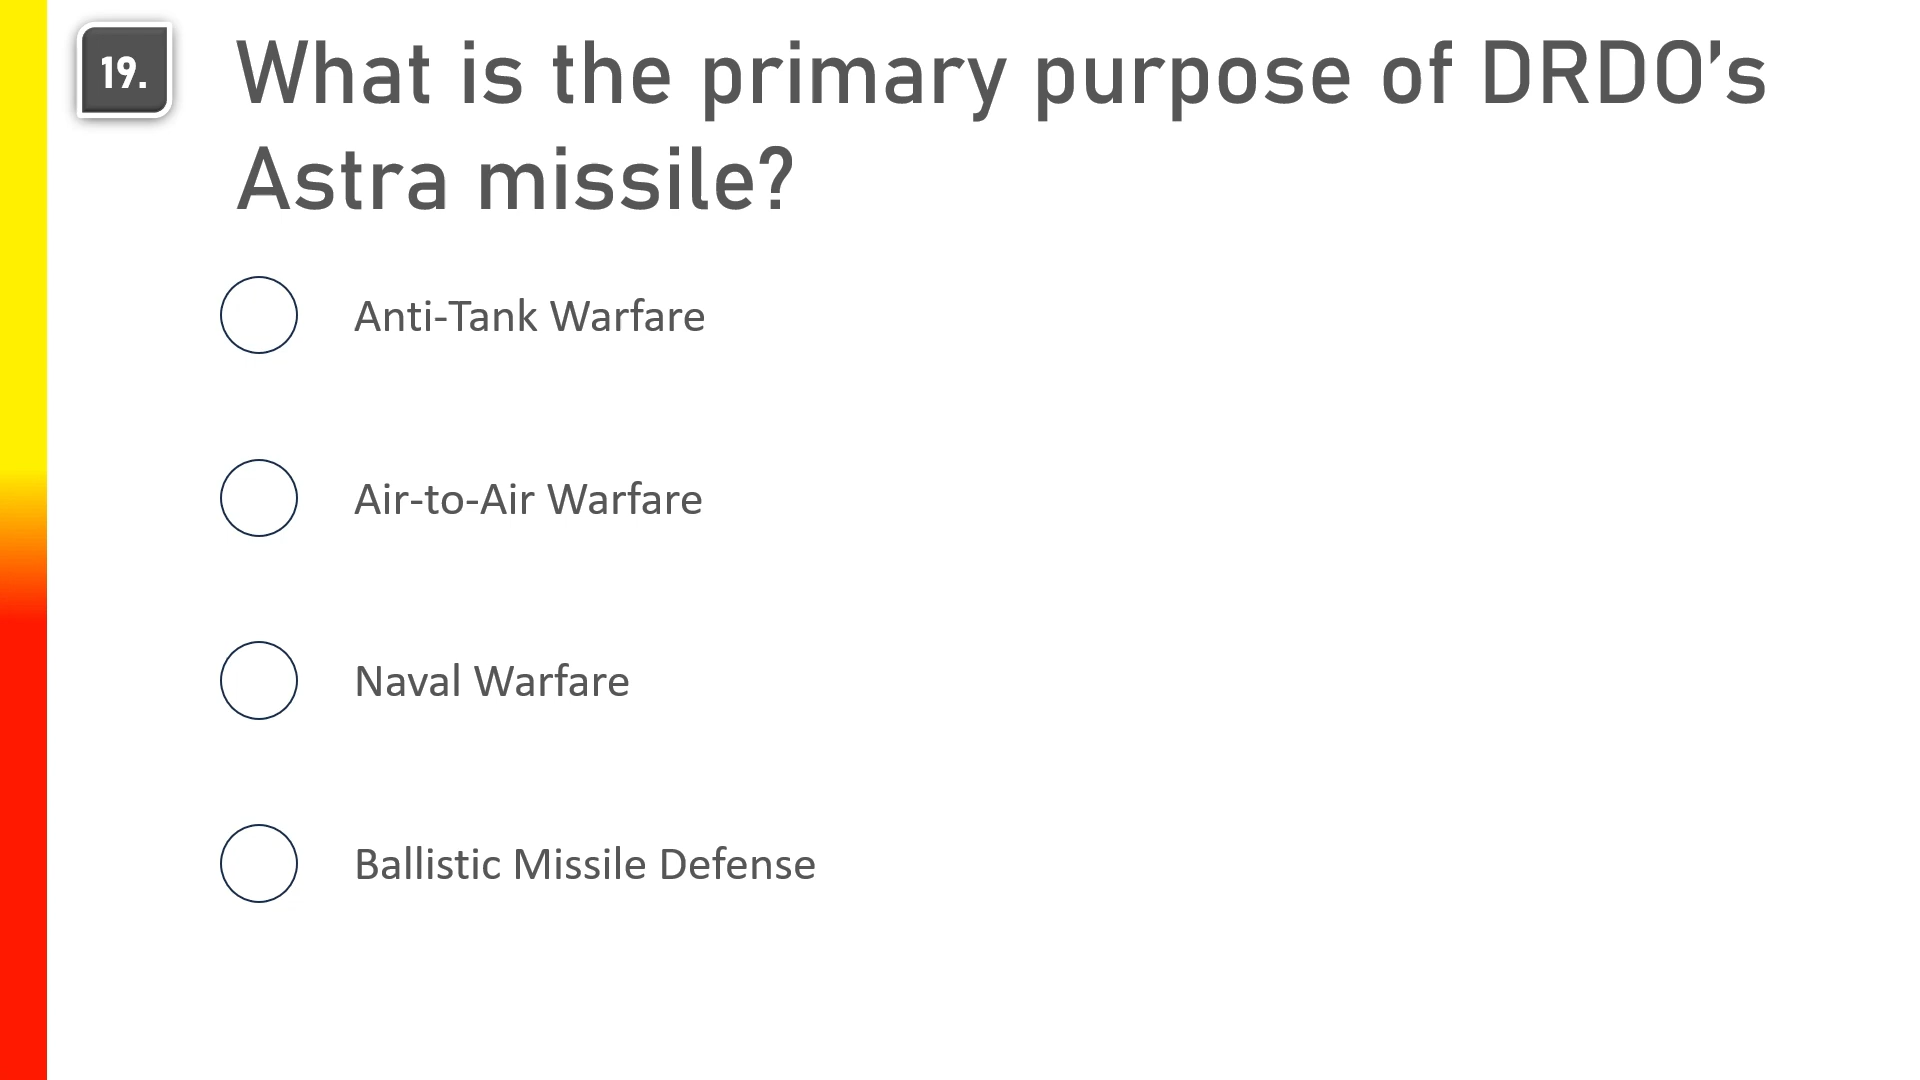 19.
What is the primary purpose of DRDO’s
Astra missile?
Anti-Tank Warfare
Air-to-Air Warfare
Naval Warfare
Ballistic Missile Defense